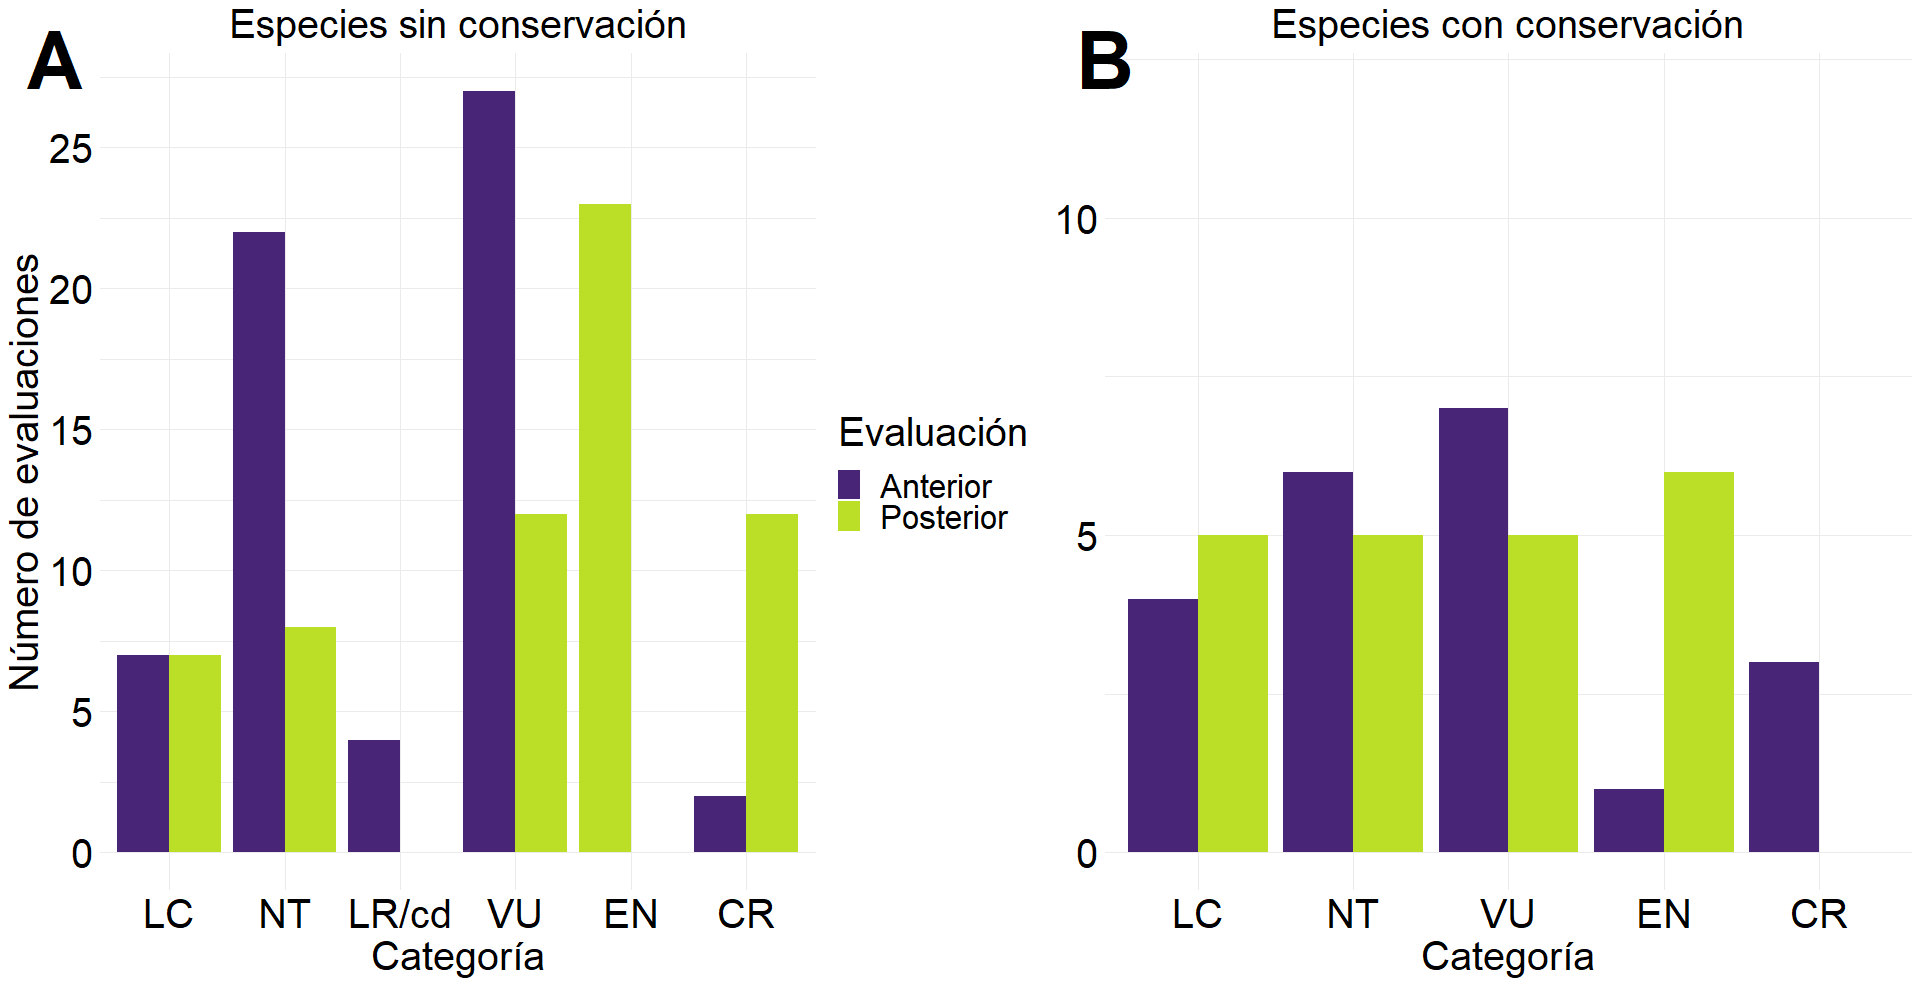 A
Especies sin conservación
Número de evaluaciones
25
20
15
10
5
0
LC NT LR/cd VU EN CR
Categoría
Evaluación
Anterior
Posterior
B
Especies con conservación
10
5
0
LC NT VU EN CR
Categoría